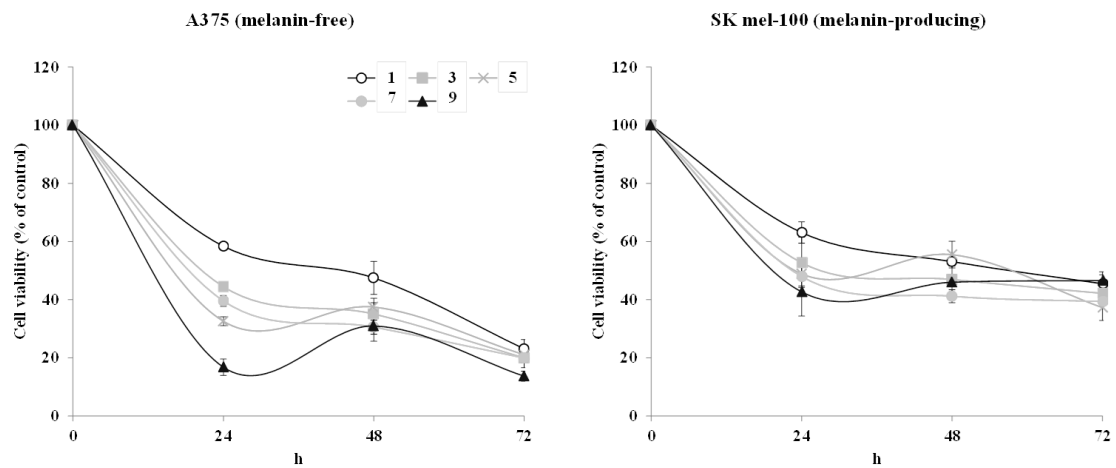 A375 (melanin-free)
120
100
80
60
40
20
0
Cell viability (% of control)
0 24 48 72
h
1 3 5
7 9
SK mel-100 (melanin-producing)
120
100
80
60
40
20
0
Cell viability (% of control)
0 24 48 72
h